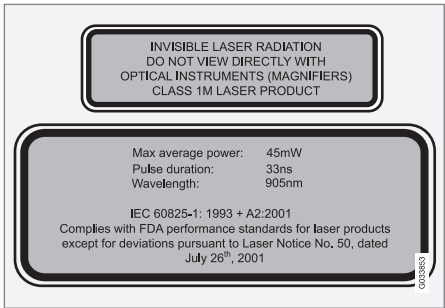 INVISIBLE LASER RADIATION
DO NOT VIEW DIRECTLY WITH
OPTICAL INSTRUMENTS (MAGNIFIERS)
CLASS 1M LASER PRODUCT
Max average power: 45mW
Pulse duration: 33ns
Wavelength: 905nm
IEC 60825-1: 1993 + A2:2001
Complies with FDA performance standards for laser products
except for deviations pursuant to Laser Notice No. 50, dated
July 26th, 2001
G033853